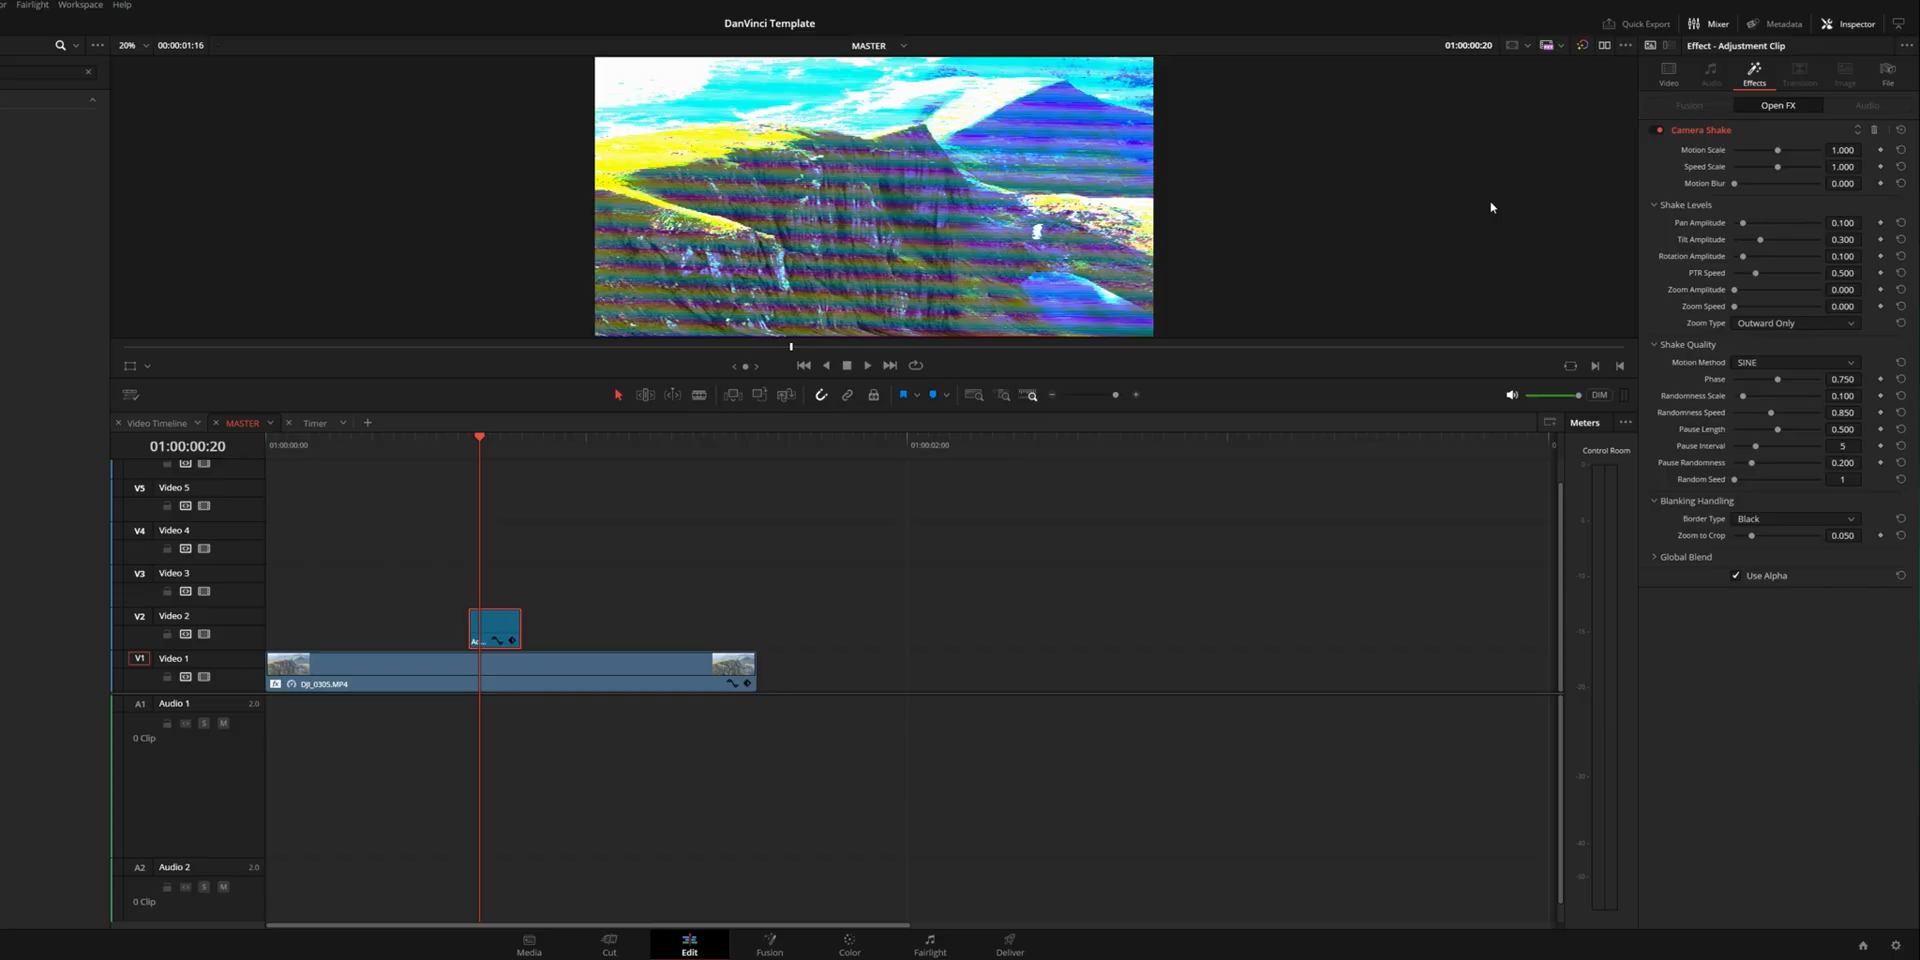 Fairlight Workspace Help
DanVinci Template
Quick Export Mixer Metadata Inspector
20% 00:00:01:16 MASTER 01:00:00:20
Effect - Adjustment Clip
Video Audio Effects Transition Image File
Fusion Open FX Audio
Camera Shake
Motion Scale 1.000
Speed Scale 1.000
Motion Blur 0.000
Shake Levels
Pan Amplitude 0.100
Tilt Amplitude 0.300
Rotation Amplitude 0.100
PTR Speed 0.500
Zoom Amplitude 0.000
Zoom Speed 0.000
Zoom Type Outward Only
Shake Quality
Motion Method SINE
Phase 0.750
Randomness Scale 0.100
Randomness Speed 0.850
Pause Length 0.500
Pause Interval 5
Pause Randomness 0.200
Random Seed 1
Blanking Handling
Border Type Black
Zoom to Crop 0.050
Global Blend
Use Alpha
DIM
Video Timeline MASTER Timer
Meters
Control Room
01:00:00:20
01:00:00:00 01:00:02:00
V5 Video 5
V4 Video 4
V3 Video 3
V2 Video 2
V1 Video 1
DJI_0305.MP4
A1 Audio 1 2.0
S M
0 Clip
A2 Audio 2 2.0
S M
0 Clip
-10
-15
-20
-30
-40
-50
Media Cut Edit Fusion Color Fairlight Deliver